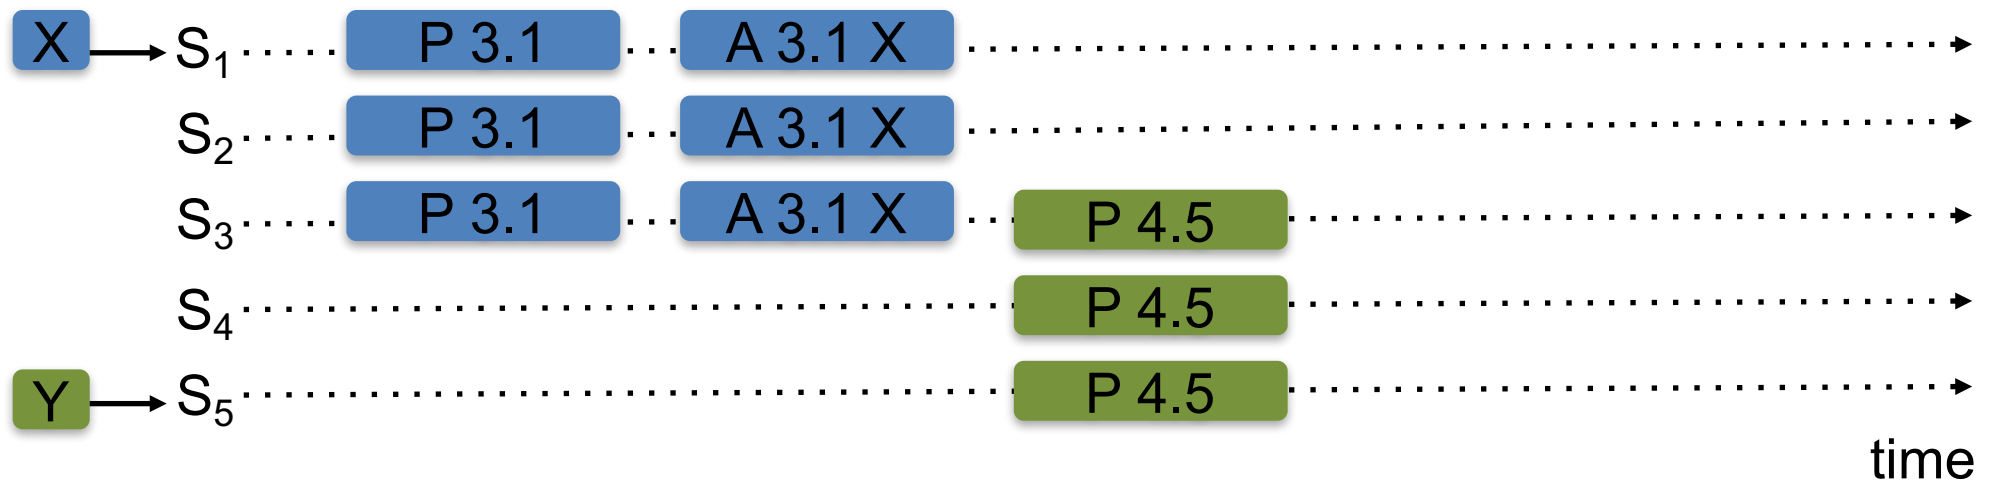 X S1 P 3.1 A 3.1 X
S2 P 3.1 A 3.1 X
S3 P 3.1 A 3.1 X P 4.5
S4 P 4.5
Y S5 P 4.5
time